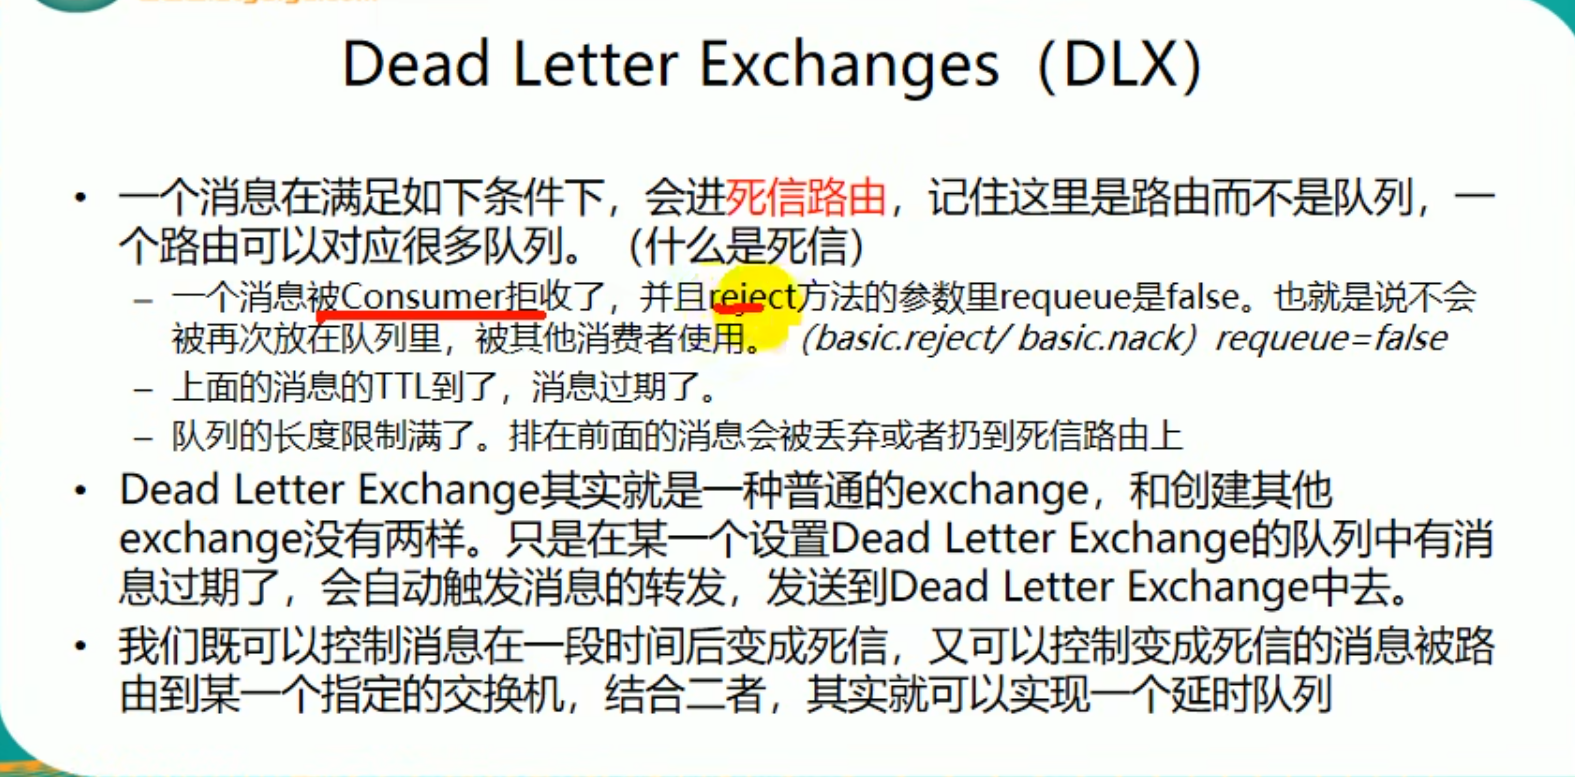 Dead Letter Exchanges（DLX）
• 一个消息在满足如下条件下，会进死信路由，记住这里是路由而不是队列，一
个路由可以对应很多队列。（什么是死信）
– 一个消息被Consumer拒收了，并且reject方法的参数里requeue是false。也就是说不会
被再次放在队列里，被其他消费者使用。（basic.reject/ basic.nack）requeue=false
– 上面的消息的TTL到了，消息过期了。
– 队列的长度限制满了。排在前面的消息会被丢弃或者扔到死信路由上
• Dead Letter Exchange其实就是一种普通的exchange，和创建其他
exchange没有两样。只是在某一个设置Dead Letter Exchange的队列中有消
息过期了，会自动触发消息的转发，发送到Dead Letter Exchange中去。
• 我们既可以控制消息在一段时间后变成死信，又可以控制变成死信的消息被路
由到某一个指定的交换机，结合二者，其实就可以实现一个延时队列